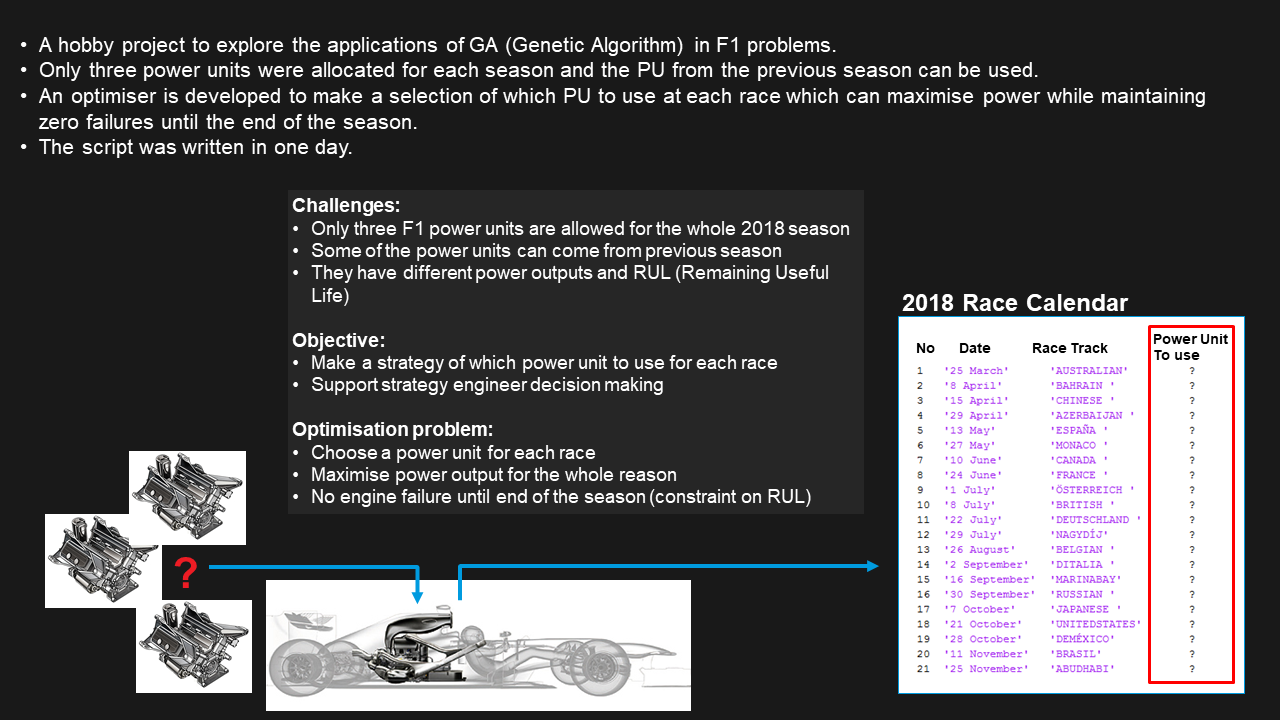 • A hobby project to explore the applications of GA (Genetic Algorithm) in F1 problems.
• Only three power units were allocated for each season and the PU from the previous season can be used.
• An optimiser is developed to make a selection of which PU to use at each race which can maximise power while maintaining
zero failures until the end of the season.
• The script was written in one day.
Challenges:
• Only three F1 power units are allowed for the whole 2018 season
• Some of the power units can come from previous season
• They have different power outputs and RUL (Remaining Useful
Life)
Objective:
• Make a strategy of which power unit to use for each race
• Support strategy engineer decision making
Optimisation problem:
• Choose a power unit for each race
• Maximise power output for the whole reason
• No engine failure until end of the season (constraint on RUL)
?
2018 Race Calendar
No Date Race Track Power Unit
To use
1 '25 March' 'AUSTRALIAN' ?
2 '8 April' 'BAHRAIN ' ?
3 '15 April' 'CHINESE ' ?
4 '29 April' 'AZERBAIJAN ' ?
5 '13 May' 'ESPAÑA ' ?
6 '27 May' 'MONACO ' ?
7 '10 June' 'CANADA ' ?
8 '24 June' 'FRANCE ' ?
9 '1 July' 'ÖSTERREICH ' ?
10 '8 July' 'BRITISH ' ?
11 '22 July' 'DEUTSCHLAND ' ?
12 '29 July' 'NAGYDÍJ' ?
13 '26 August' 'BELGIAN ' ?
14 '2 September' 'DITALIA ' ?
15 '16 September' 'MARINABAY' ?
16 '30 September' 'RUSSIAN ' ?
17 '7 October' 'JAPANESE ' ?
18 '21 October' 'UNITEDSTATES' ?
19 '28 October' 'DEMÉXICO' ?
20 '11 November' 'BRASIL' ?
21 '25 November' 'ABUDHABI' ?